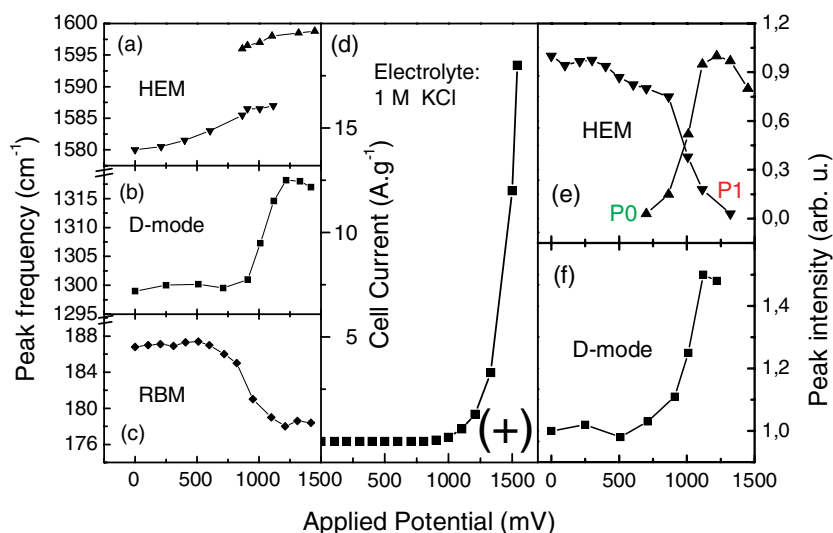 Peak frequency (cm⁻¹)
1600
1595
1590
1585
1580
1315
1310
1305
1300
1295
188
184
180
176
(a)
HEM
(b)
D-mode
RBM
(c)
0
500
1000
1500
Cell Current (A.g⁻¹)
15
10
5
(d)
Electrolyte:
1 M KCl
(+)
500
1000
1500
HEM
(e)
P0
P1
(f)
D-mode
0
500
1000
1500
1,2
0,9
0,6
0,3
0,0
1,4
1,2
1,0
Peak intensity (arb. u.)
Applied Potential (mV)